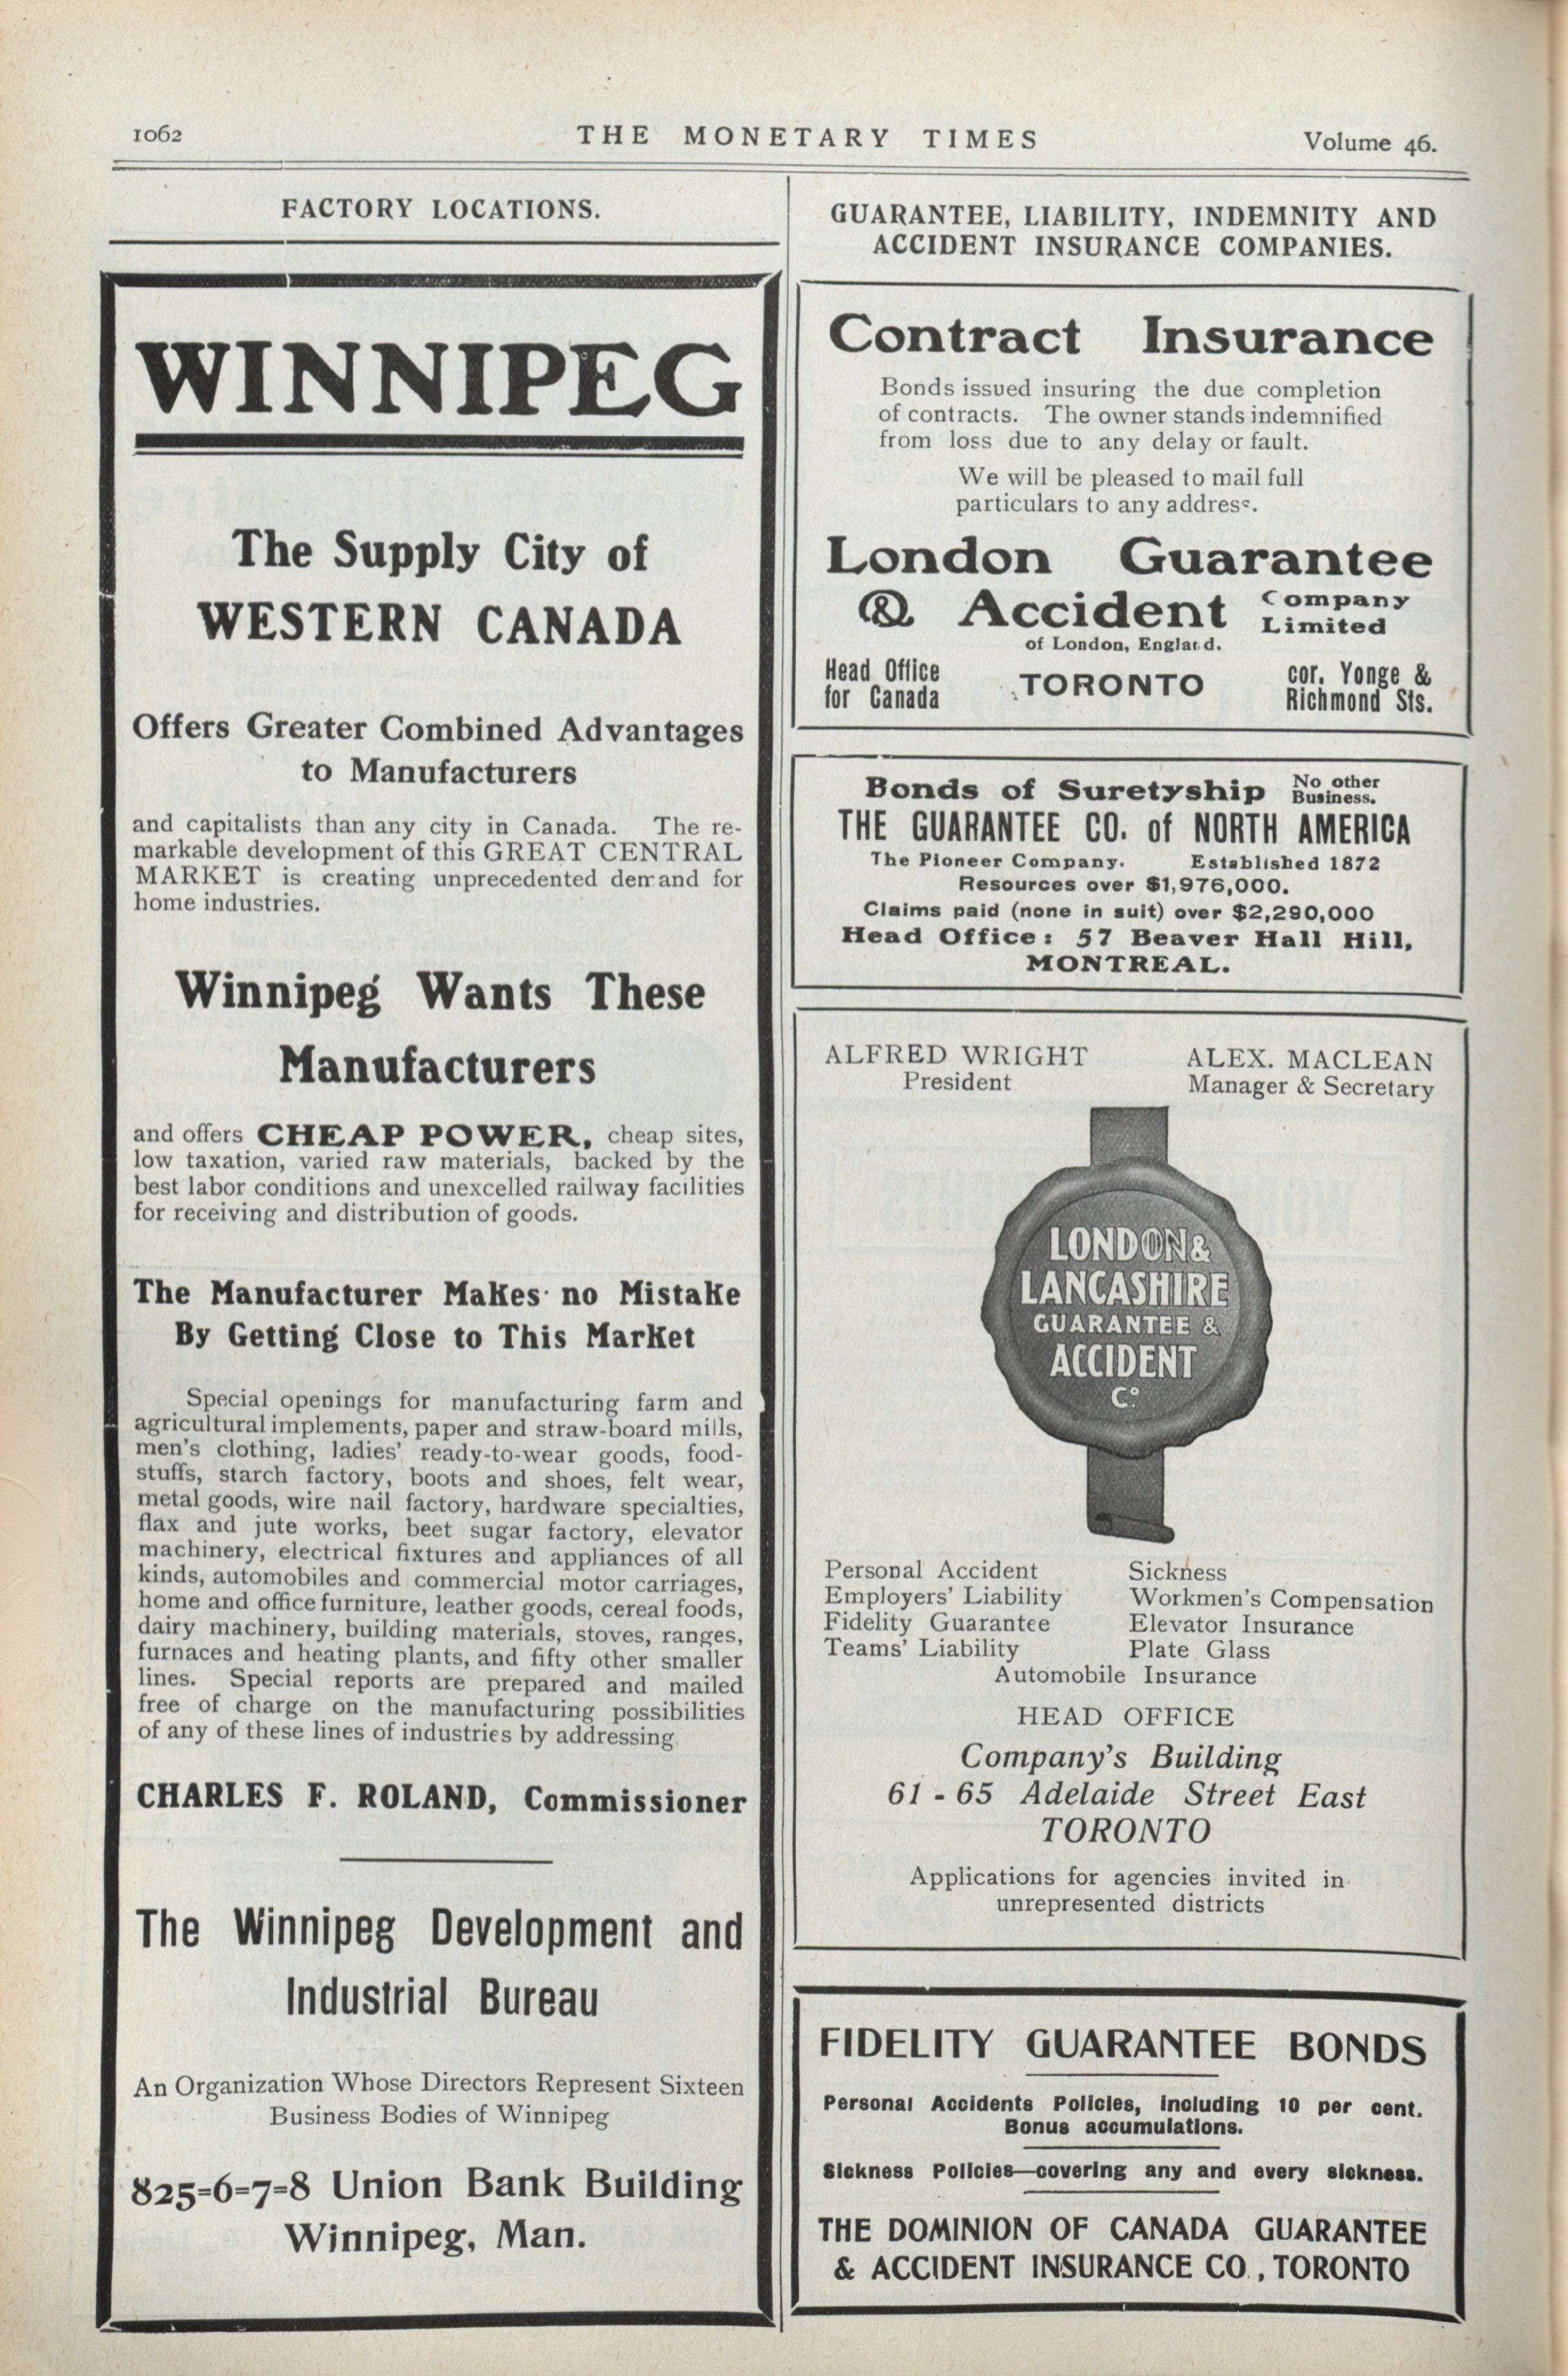 1062
THE MONETARY TIMES
Volume 46.
FACTORY LOCATIONS.
WINNIPEG
The Supply City of
WESTERN CANADA
Offers Greater Combined Advantages
to Manufacturers
and capitalists than any city in Canada. The re-
markable development of this GREAT CENTRAL
MARKET is creating unprecedented demand for
home industries.
Winnipeg Wants These
Manufacturers
and offers CHEAP POWER, cheap sites,
low taxation, varied raw materials, backed by the
best labor conditions and unexcelled railway facilities
for receiving and distribution of goods.
The Manufacturer Makes no Mistake
By Getting Close to This Market
Special openings for manufacturing farm and
agricultural implements, paper and straw-board mills,
men's clothing, ladies' ready-to-wear goods, food-
stuffs, starch factory, boots and shoes, felt wear,
metal goods, wire nail factory, hardware specialties,
flax and jute works, beet sugar factory, elevator
machinery, electrical fixtures and appliances of all
kinds, automobiles and commercial motor carriages,
home and office furniture, leather goods, cereal foods,
dairy machinery, building materials, stoves, ranges,
furnaces and heating plants, and fifty other smaller
lines. Special reports are prepared and mailed
free of charge on the manufacturing possibilities
of any of these lines of industries by addressing
CHARLES F. ROLAND, Commissioner
The Winnipeg Development and
Industrial Bureau
An Organization Whose Directors Represent Sixteen
Business Bodies of Winnipeg
825=6=7=8 Union Bank Building
Winnipeg, Man.
GUARANTEE, LIABILITY, INDEMNITY AND
ACCIDENT INSURANCE COMPANIES.
Contract Insurance
Bonds issued insuring the due completion
of contracts. The owner stands indemnified
from loss due to any delay or fault.
We will be pleased to mail full
particulars to any address.
London Guarantee
& Accident Company
Limited
of London, England.
Head Office
for Canada
TORONTO
cor. Yonge &
Richmond Sts.
Bonds of Suretyship No other
Business.
THE GUARANTEE CO. of NORTH AMERICA
The Pioneer Company. Established 1872
Resources over $1,976,000.
Claims paid (none in suit) over $2,290,000
Head Office: 57 Beaver Hall Hill,
MONTREAL.
ALFRED WRIGHT
President
ALEX. MACLEAN
Manager & Secretary
LONDON &
LANCASHIRE
GUARANTEE &
ACCIDENT
Co.
Personal Accident Sickness
Employers' Liability Workmen's Compensation
Fidelity Guarantee Elevator Insurance
Teams' Liability Plate Glass
Automobile Insurance
HEAD OFFICE
Company's Building
61 - 65 Adelaide Street East
TORONTO
Applications for agencies invited in
unrepresented districts
FIDELITY GUARANTEE BONDS
Personal Accidents Policies, including 10 per cent.
Bonus accumulations.
Sickness Policies—covering any and every sickness.
THE DOMINION OF CANADA GUARANTEE
& ACCIDENT INSURANCE CO., TORONTO